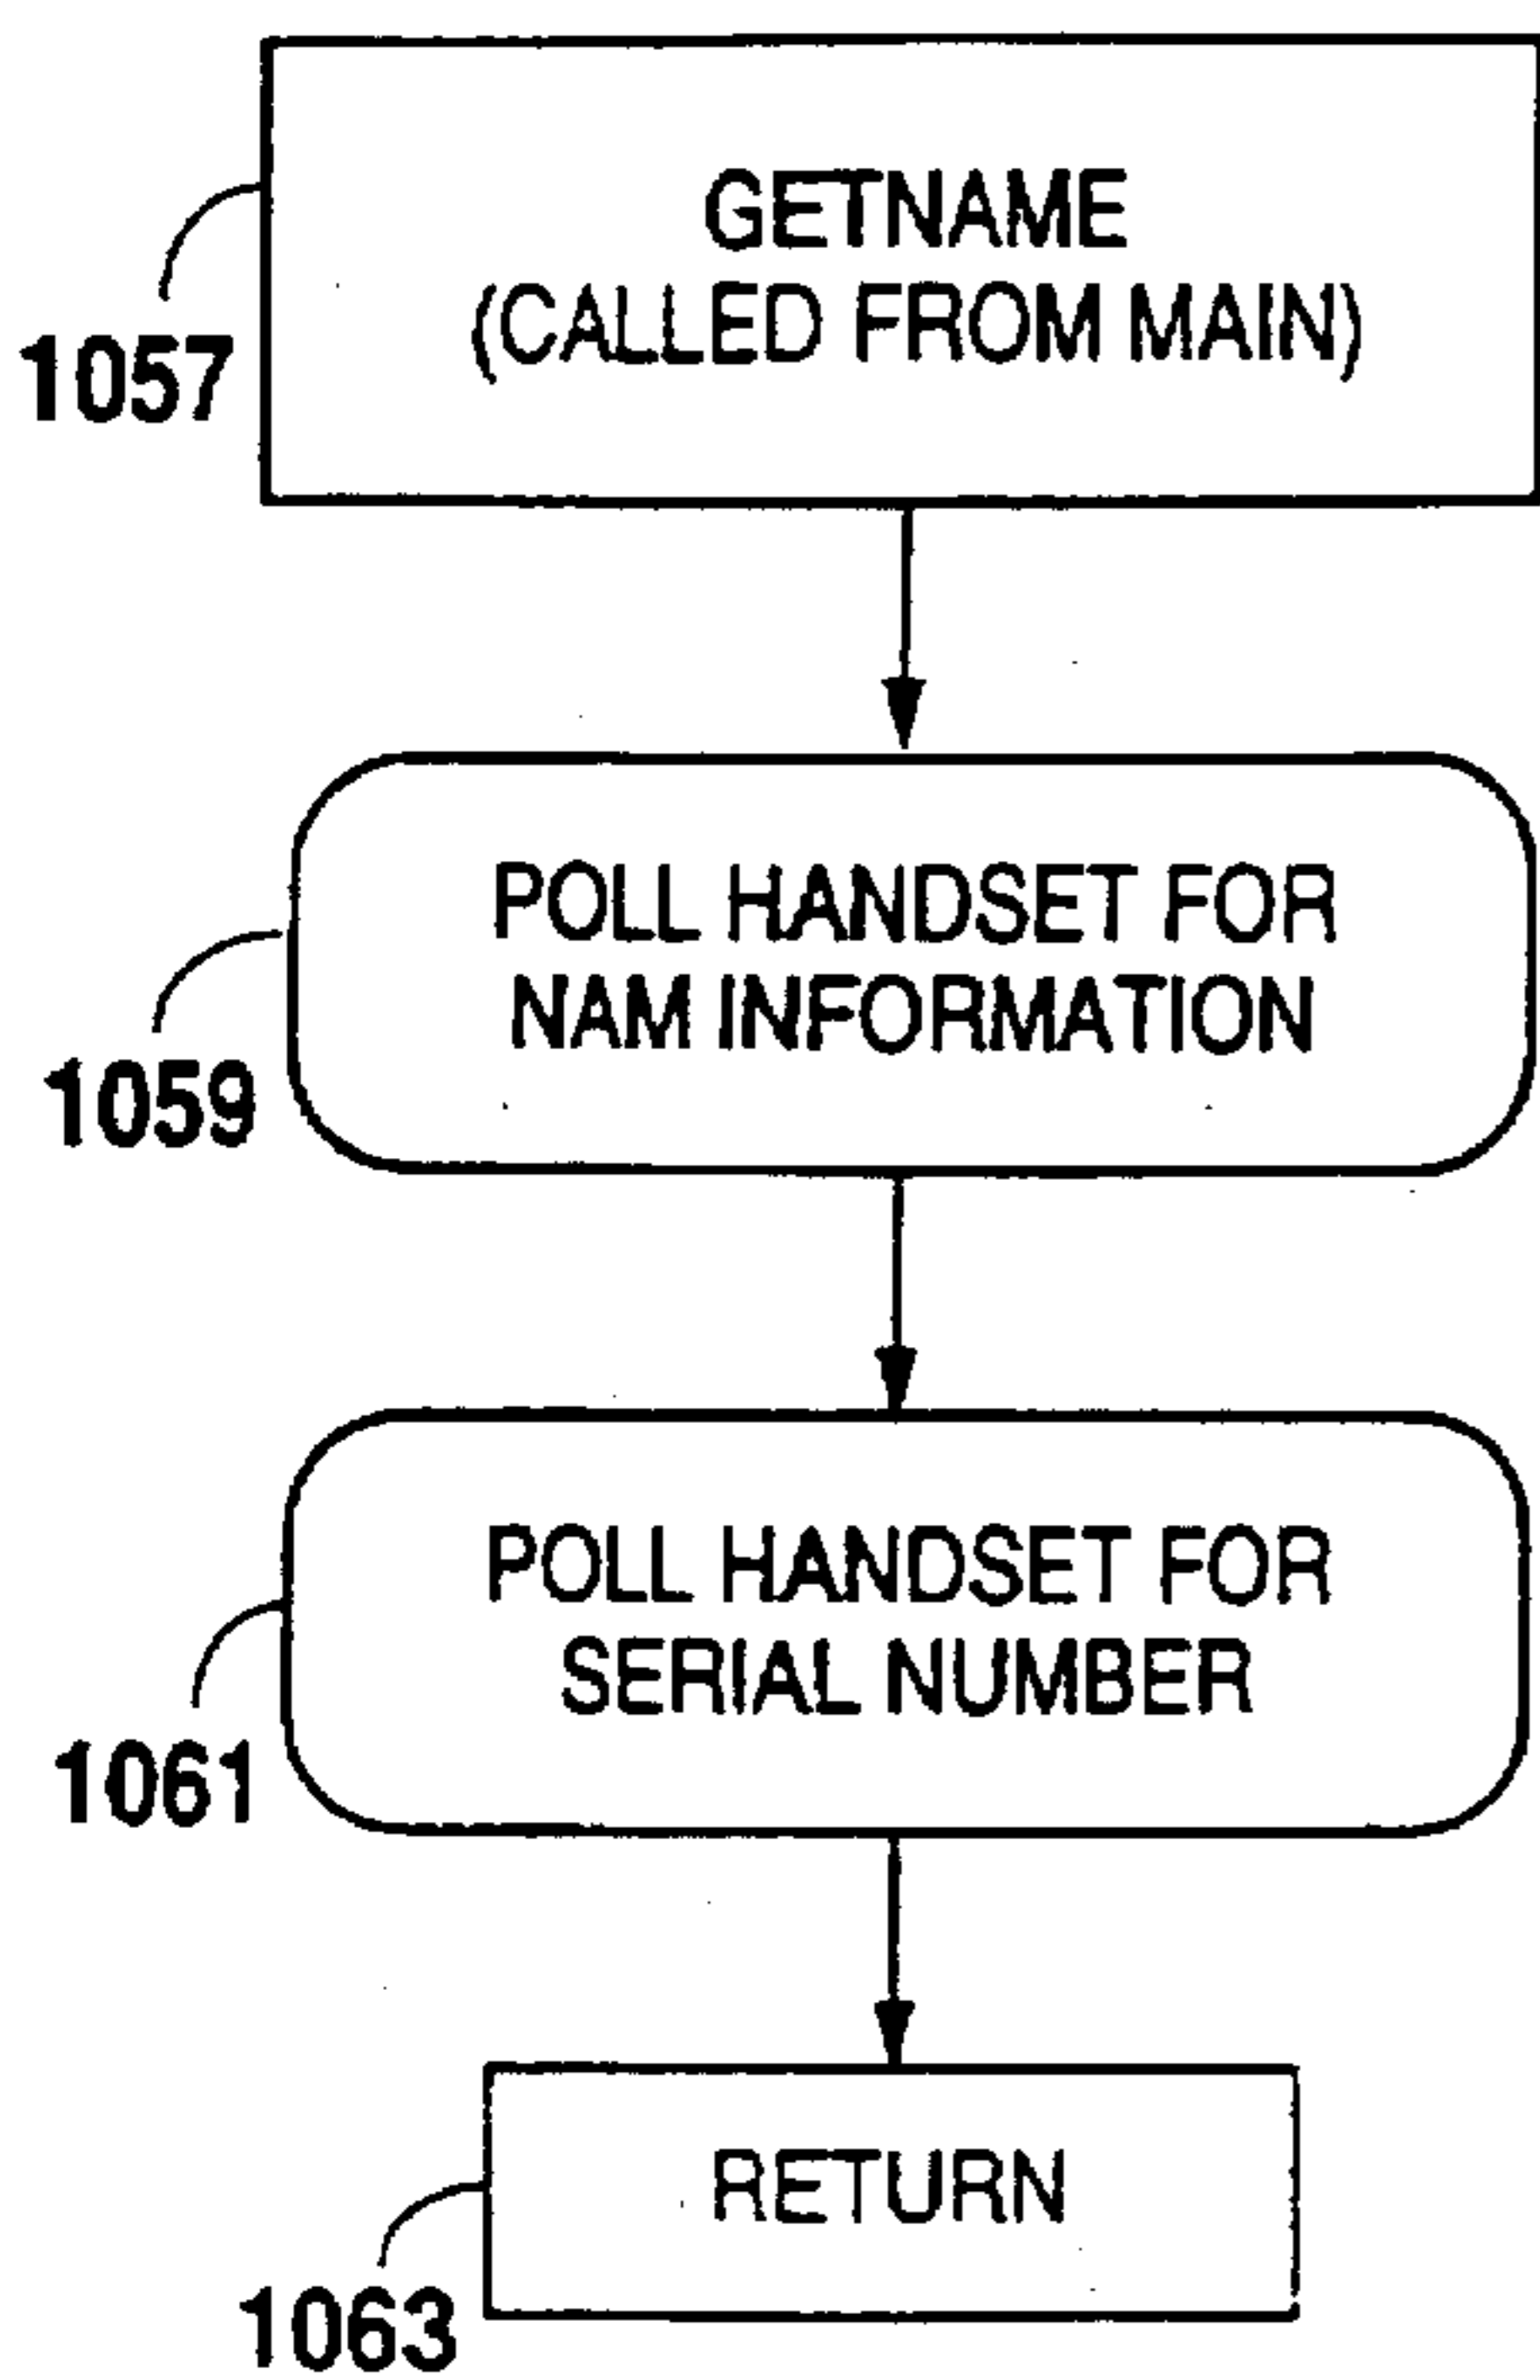 GETNAME
(CALLED FROM MAIN)
1057
POLL HANDSET FOR
NAM INFORMATION
1059
POLL HANDSET FOR
SERIAL NUMBER
1061
RETURN
1063